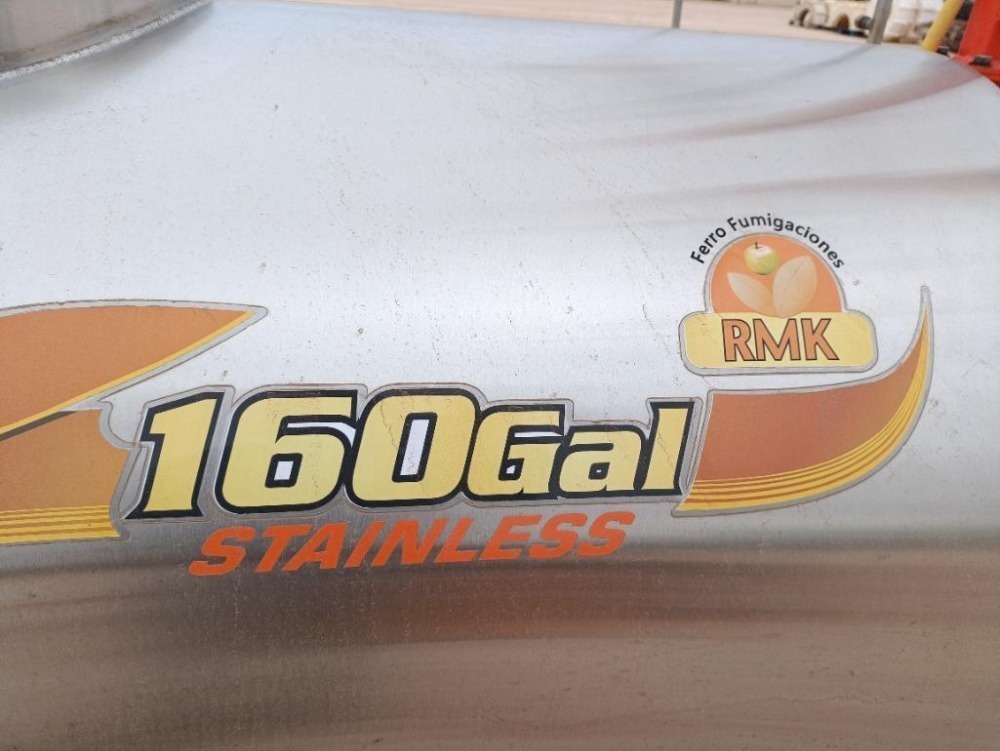 Ferro Fumigaciones
RMK
160Gal
STAINLESS